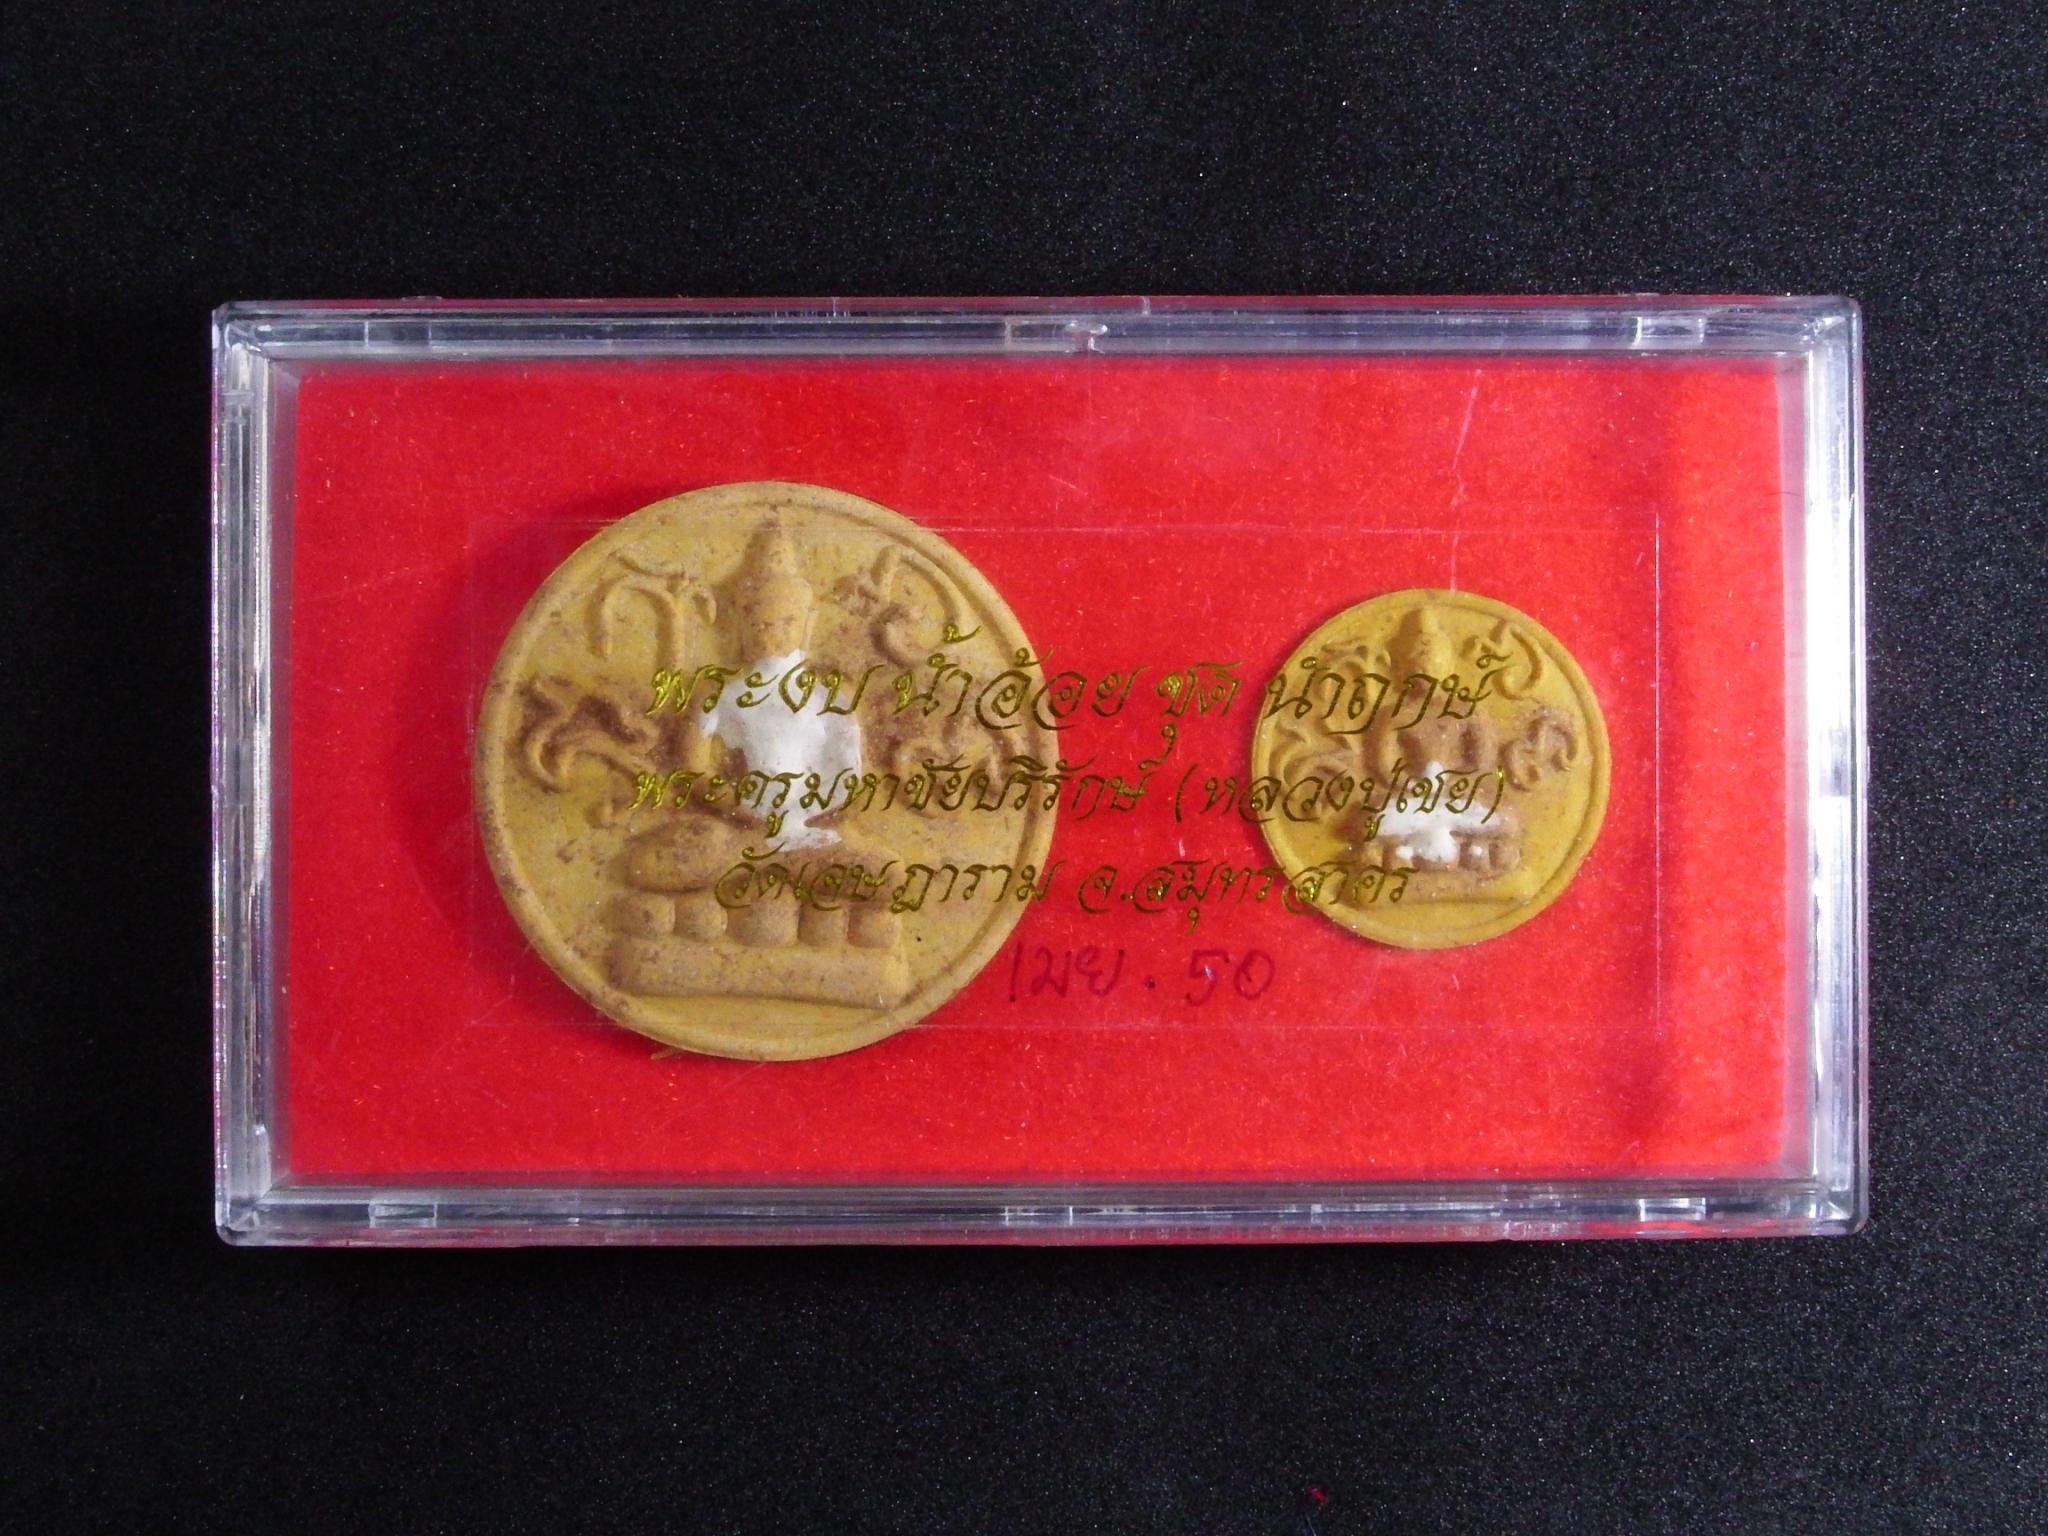 พระงบ น้ำอ้อย ชุด นำฤกษ์
พระครูมหาชัยบริรักษ์ (หลวงปู่เชย)
วัดเจษฎาราม จ.สมุทรสาคร
เมย. 50